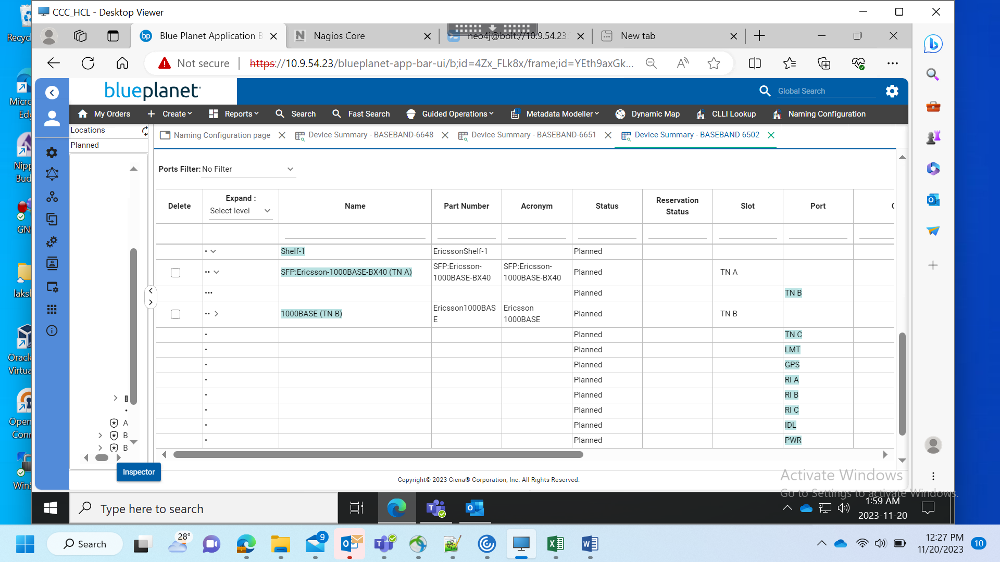 CCC_HCL - Desktop Viewer
Blue Planet Application B
Nagios Core
neo4j@bolt://10.9.54.23:
New tab
Not secure
https://10.9.54.23/blueplanet-app-bar-ui/b;id=4Zx_FLk8x/frame;id=YEth9axGk...
blueplanet
Global Search
My Orders
Create
Reports
Search
Fast Search
Guided Operations
Metadata Modeller
Dynamic Map
CLLI Lookup
Naming Configuration
Locations
Planned
Naming Configuration page
Device Summary - BASEBAND-6648
Device Summary - BASEBAND-6651
Device Summary - BASEBAND 6502
Ports Filter: No Filter
Delete
Expand :
Select level
Name
Part Number
Acronym
Status
Reservation
Status
Slot
Port
Shelf-1
EricssonShelf-1
Planned
SFP:Ericsson-1000BASE-BX40 (TN A)
SFP:Ericsson-
1000BASE-BX40
SFP:Ericsson-
1000BASE-BX40
Planned
TN A
Planned
TN B
1000BASE (TN B)
Ericsson1000BAS
E
Ericsson
1000BASE
Planned
TN B
Planned
TN C
Planned
LMT
Planned
GPS
Planned
RI A
Planned
RI B
Planned
RI C
Planned
IDL
Planned
PWR
A
B
B
Inspector
Copyright© 2023 Ciena® Corporation, Inc. All Rights Reserved.
Activate Windows
Go to Settings to activate Windows.
Type here to search
1:59 AM
2023-11-20
Recyc
Micro
Ed
Nipp
Bud
GN
laksl
Oracle
Virtua
Open
Conn
WinS
28°
Search
9
12:27 PM
11/20/2023
10